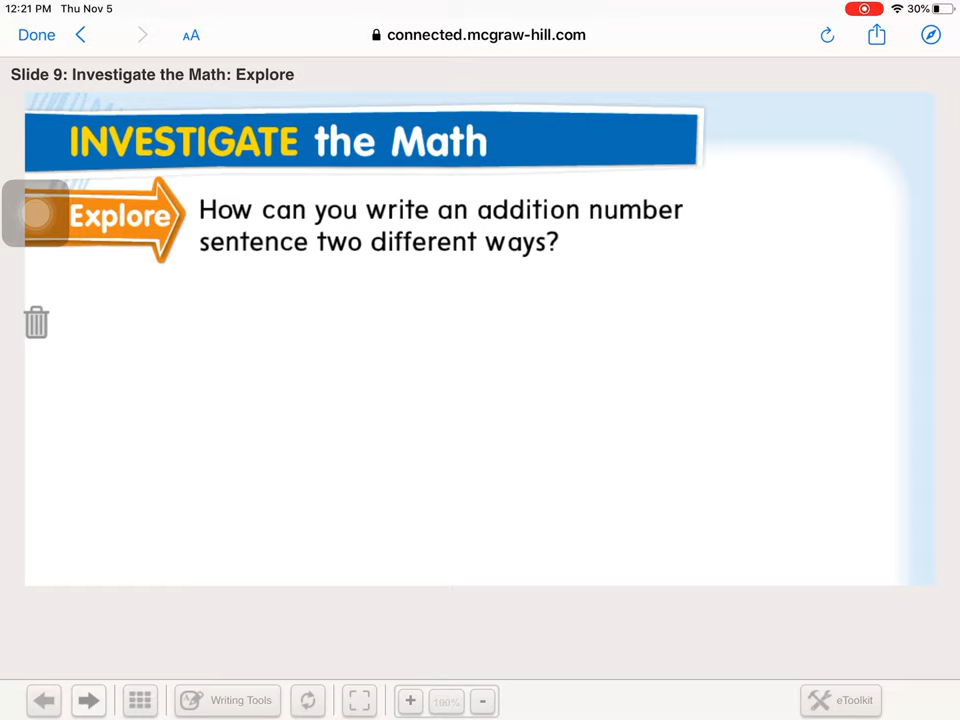 12:21 PM Thu Nov 5
30%
Done
AA
connected.mcgraw-hill.com
Slide 9: Investigate the Math: Explore
INVESTIGATE the Math
Explore
How can you write an addition number
sentence two different ways?
Writing Tools
+
100%
-
eToolkit